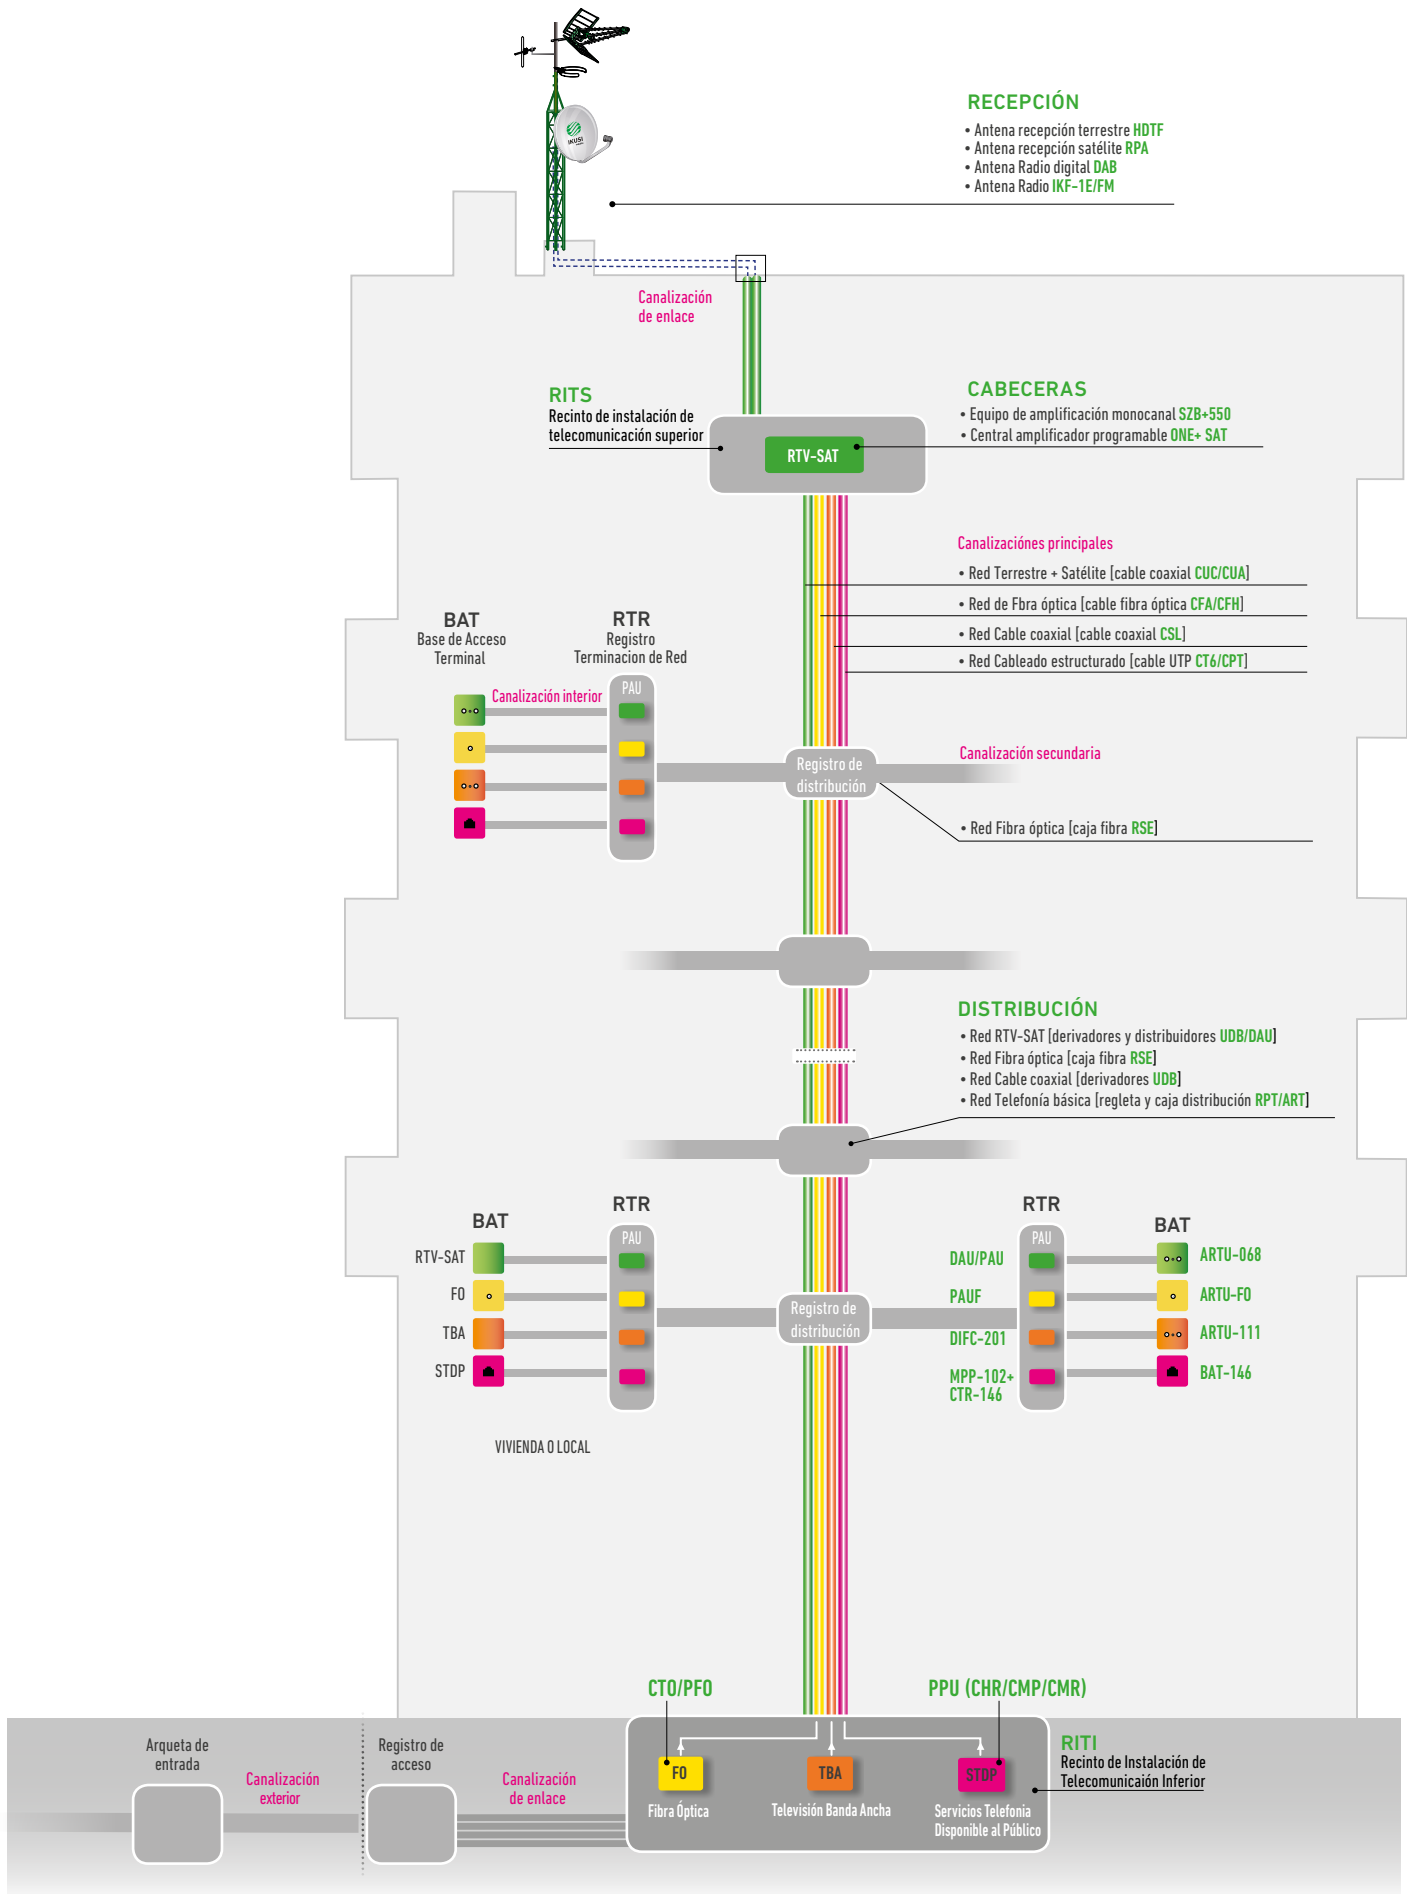 IKUSI
RECEPCIÓN
• Antena recepción terrestre HDTF
• Antena recepción satélite RPA
• Antena Radio digital DAB
• Antena Radio IKF-1E/FM
Canalización
de enlace
RITS
Recinto de instalación de
telecomunicación superior
RTV-SAT
CABECERAS
• Equipo de amplificación monocanal SZB+550
• Central amplificador programable ONE+ SAT
Canalizaciónes principales
• Red Terrestre + Satélite [cable coaxial CUC/CUA]
• Red de Fbra óptica [cable fibra óptica CFA/CFH]
• Red Cable coaxial [cable coaxial CSL]
• Red Cableado estructurado [cable UTP CT6/CPT]
BAT
Base de Acceso
Terminal
RTR
Registro
Terminacion de Red
PAU
Canalización interior
Registro de
distribución
Canalización secundaria
• Red Fibra óptica [caja fibra RSE]
DISTRIBUCIÓN
• Red RTV-SAT [derivadores y distribuidores UDB/DAU]
• Red Fibra óptica [caja fibra RSE]
• Red Cable coaxial [derivadores UDB]
• Red Telefonía básica [regleta y caja distribución RPT/ART]
BAT
RTV-SAT
FO
TBA
STDP
RTR
PAU
VIVIENDA O LOCAL
Registro de
distribución
RTR
PAU
DAU/PAU
PAUF
DIFC-201
MPP-102+
CTR-146
BAT
ARTU-068
ARTU-FO
ARTU-111
BAT-146
CTO/PFO
PPU (CHR/CMP/CMR)
Arqueta de
entrada
Canalización
exterior
Registro de
acceso
Canalización
de enlace
FO
Fibra Óptica
TBA
Televisión Banda Ancha
STDP
Servicios Telefonia
Disponible al Público
RITI
Recinto de Instalación de
Telecomunicaión Inferior